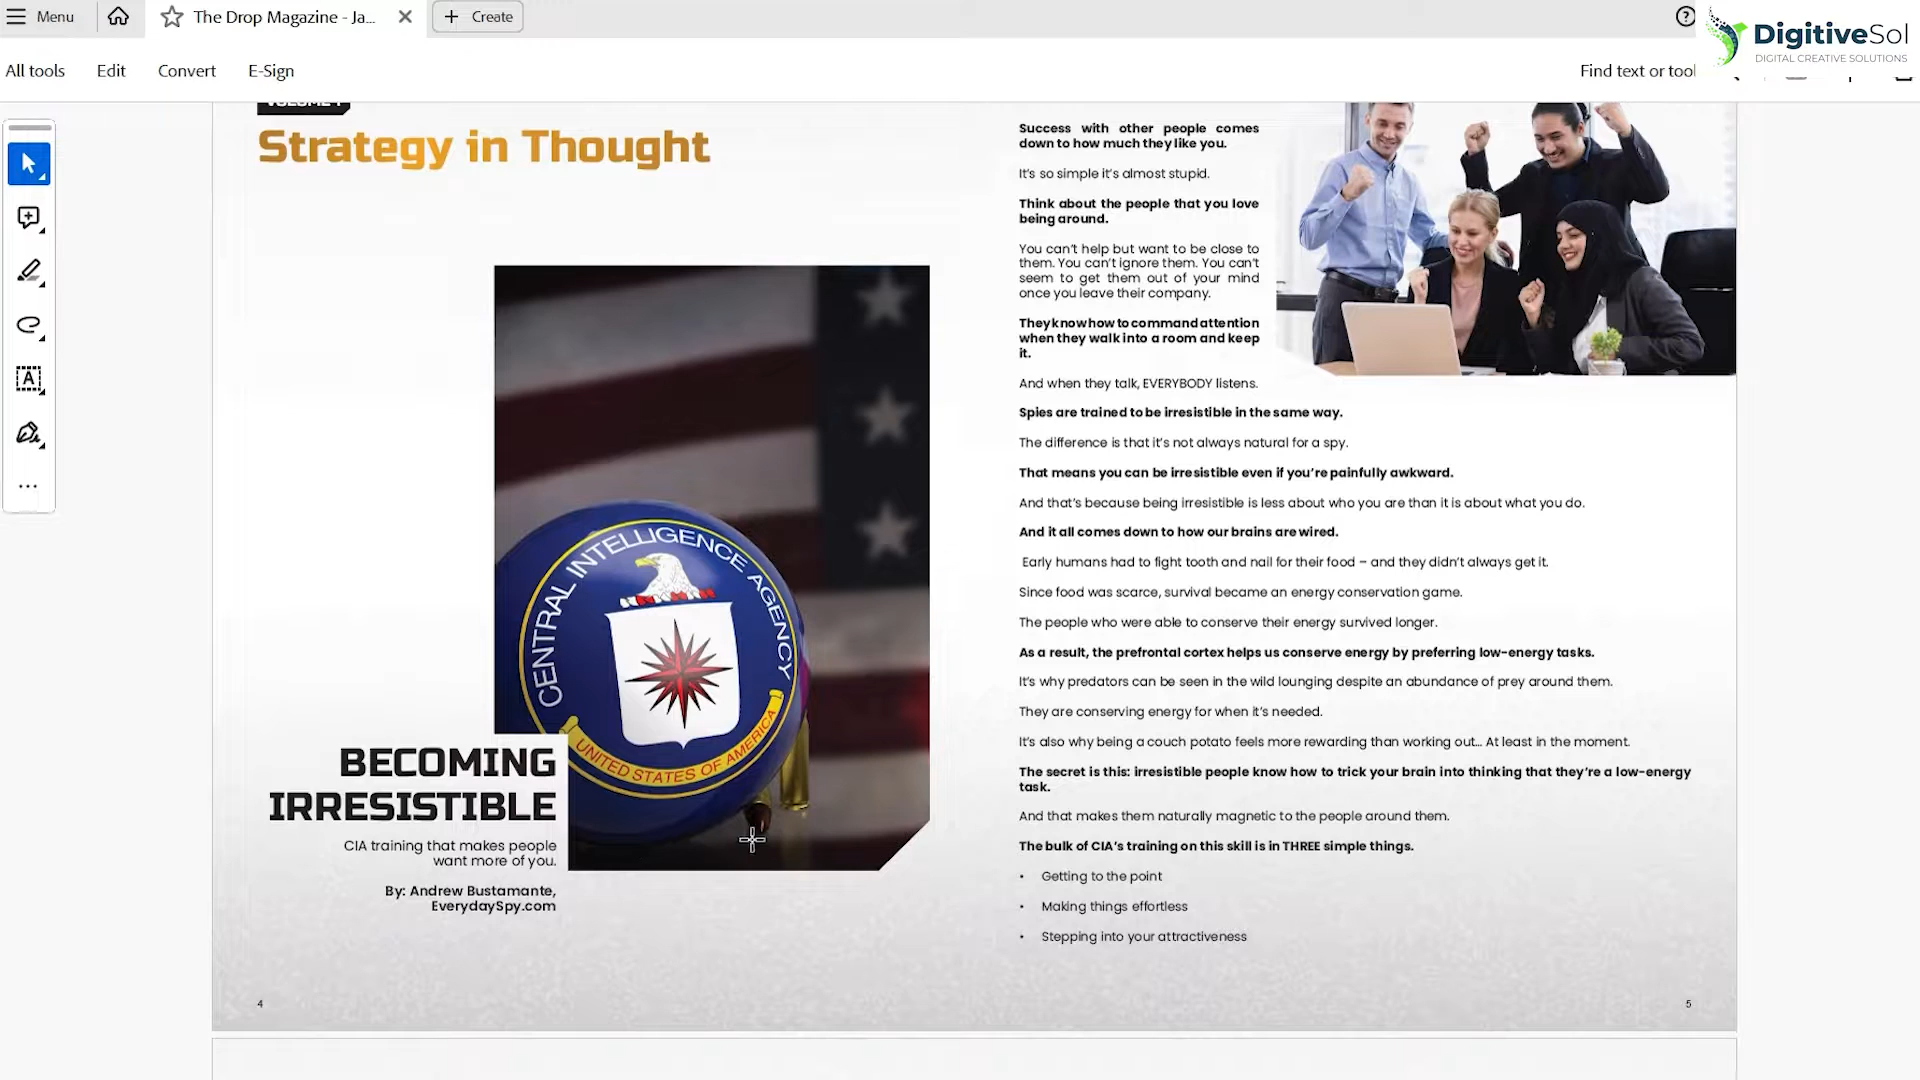 Menu
The Drop Magazine - Ja...
Create
DigitiveSol
DIGITAL CREATIVE SOLUTIONS
All tools
Edit
Convert
E-Sign
Find text or tool
Strategy in Thought
CENTRAL INTELLIGENCE AGENCY
UNITED STATES OF AMERICA
BECOMING
IRRESISTIBLE
CIA training that makes people
want more of you.
By: Andrew Bustamante,
EverydaySpy.com
4
Success with other people comes
down to how much they like you.
It's so simple it's almost stupid.
Think about the people that you love
being around.
You can't help but want to be close to
them. You can't ignore them. You can't
seem to get them out of your mind
once you leave their company.
They know how to command attention
when they walk into a room and keep
it.
And when they talk, EVERYBODY listens.
Spies are trained to be irresistible in the same way.
The difference is that it's not always natural for a spy.
That means you can be irresistible even if you're painfully awkward.
And that's because being irresistible is less about who you are than it is about what you do.
And it all comes down to how our brains are wired.
Early humans had to fight tooth and nail for their food – and they didn't always get it.
Since food was scarce, survival became an energy conservation game.
The people who were able to conserve their energy survived longer.
As a result, the prefrontal cortex helps us conserve energy by preferring low-energy tasks.
It's why predators can be seen in the wild lounging despite an abundance of prey around them.
They are conserving energy for when it's needed.
It's also why being a couch potato feels more rewarding than working out... At least in the moment.
The secret is this: irresistible people know how to trick your brain into thinking that they're a low-energy
task.
And that makes them naturally magnetic to the people around them.
The bulk of CIA's training on this skill is in THREE simple things.
• Getting to the point
• Making things effortless
• Stepping into your attractiveness
5